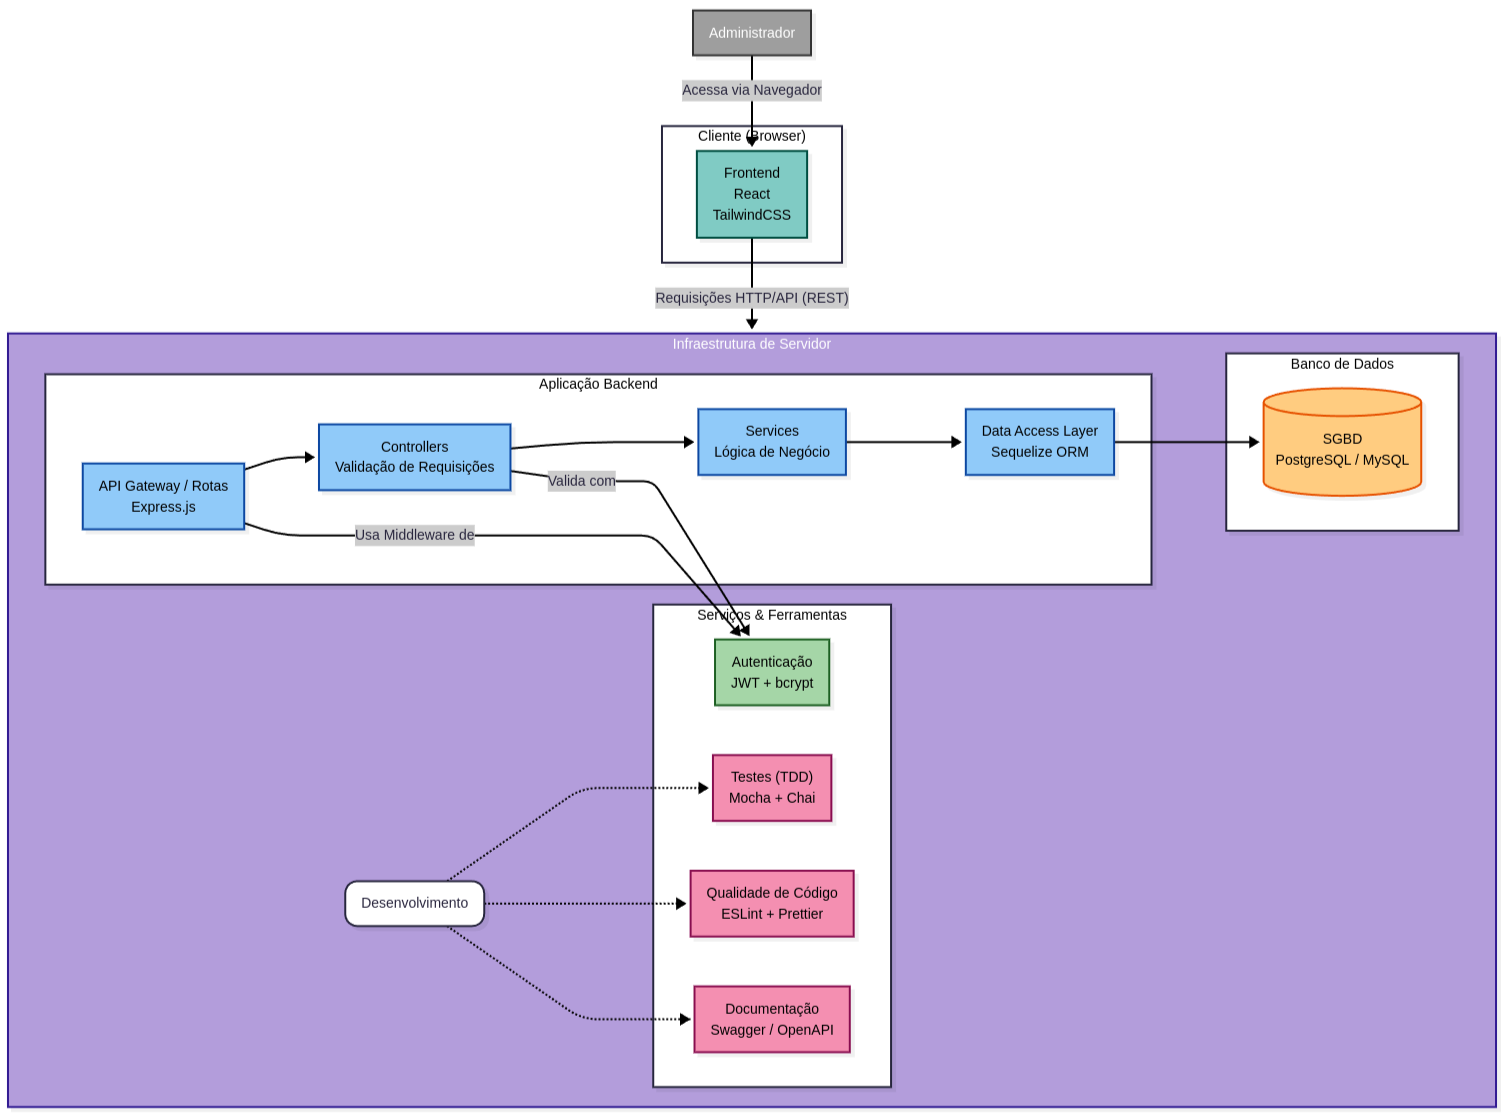 Administrador
Acessa via Navegador
Cliente (Browser)
Frontend
React
TailwindCSS
Requisições HTTP/API (REST)
Infraestrutura de Servidor
Aplicação Backend
API Gateway / Rotas
Express.js
Controllers
Validação de Requisições
Services
Lógica de Negócio
Data Access Layer
Sequelize ORM
Banco de Dados
SGBD
PostgreSQL / MySQL
Valida com
Usa Middleware de
Serviços & Ferramentas
Autenticação
JWT + bcrypt
Testes (TDD)
Mocha + Chai
Desenvolvimento
Qualidade de Código
ESLint + Prettier
Documentação
Swagger / OpenAPI